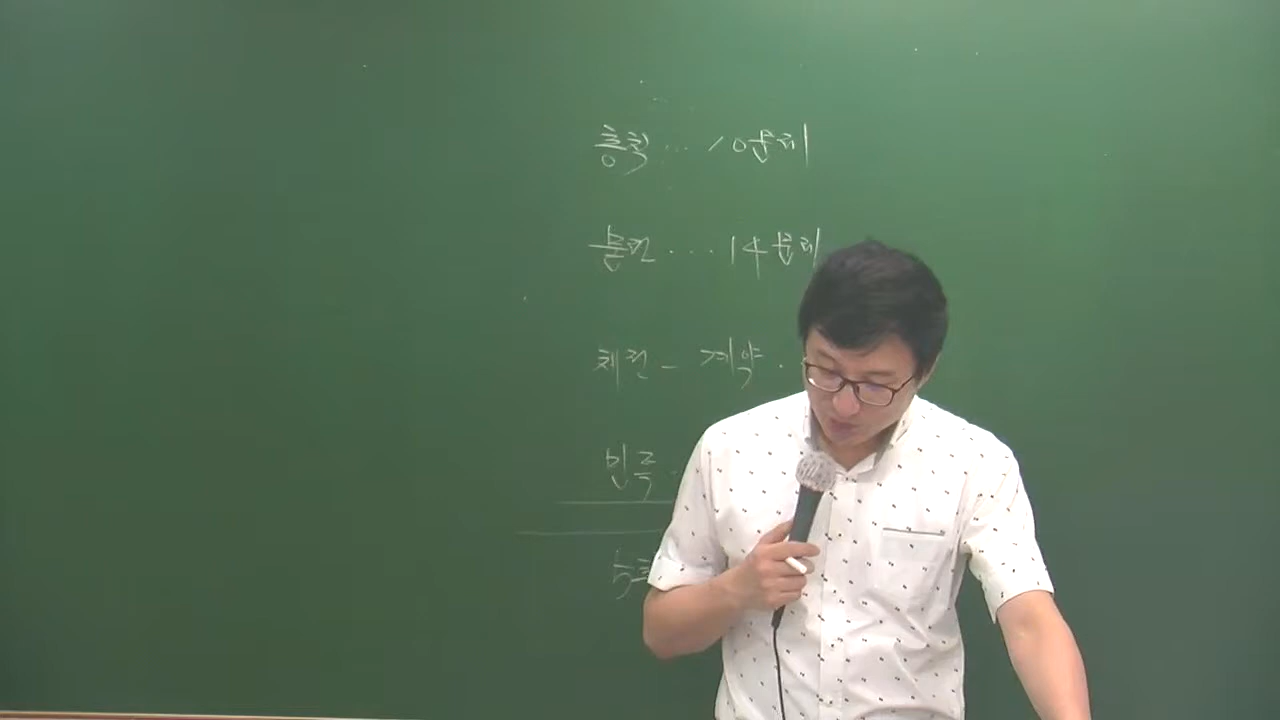 총칙 ... 10문제
물권 ... 14문제
채권 - 계약 .
민특